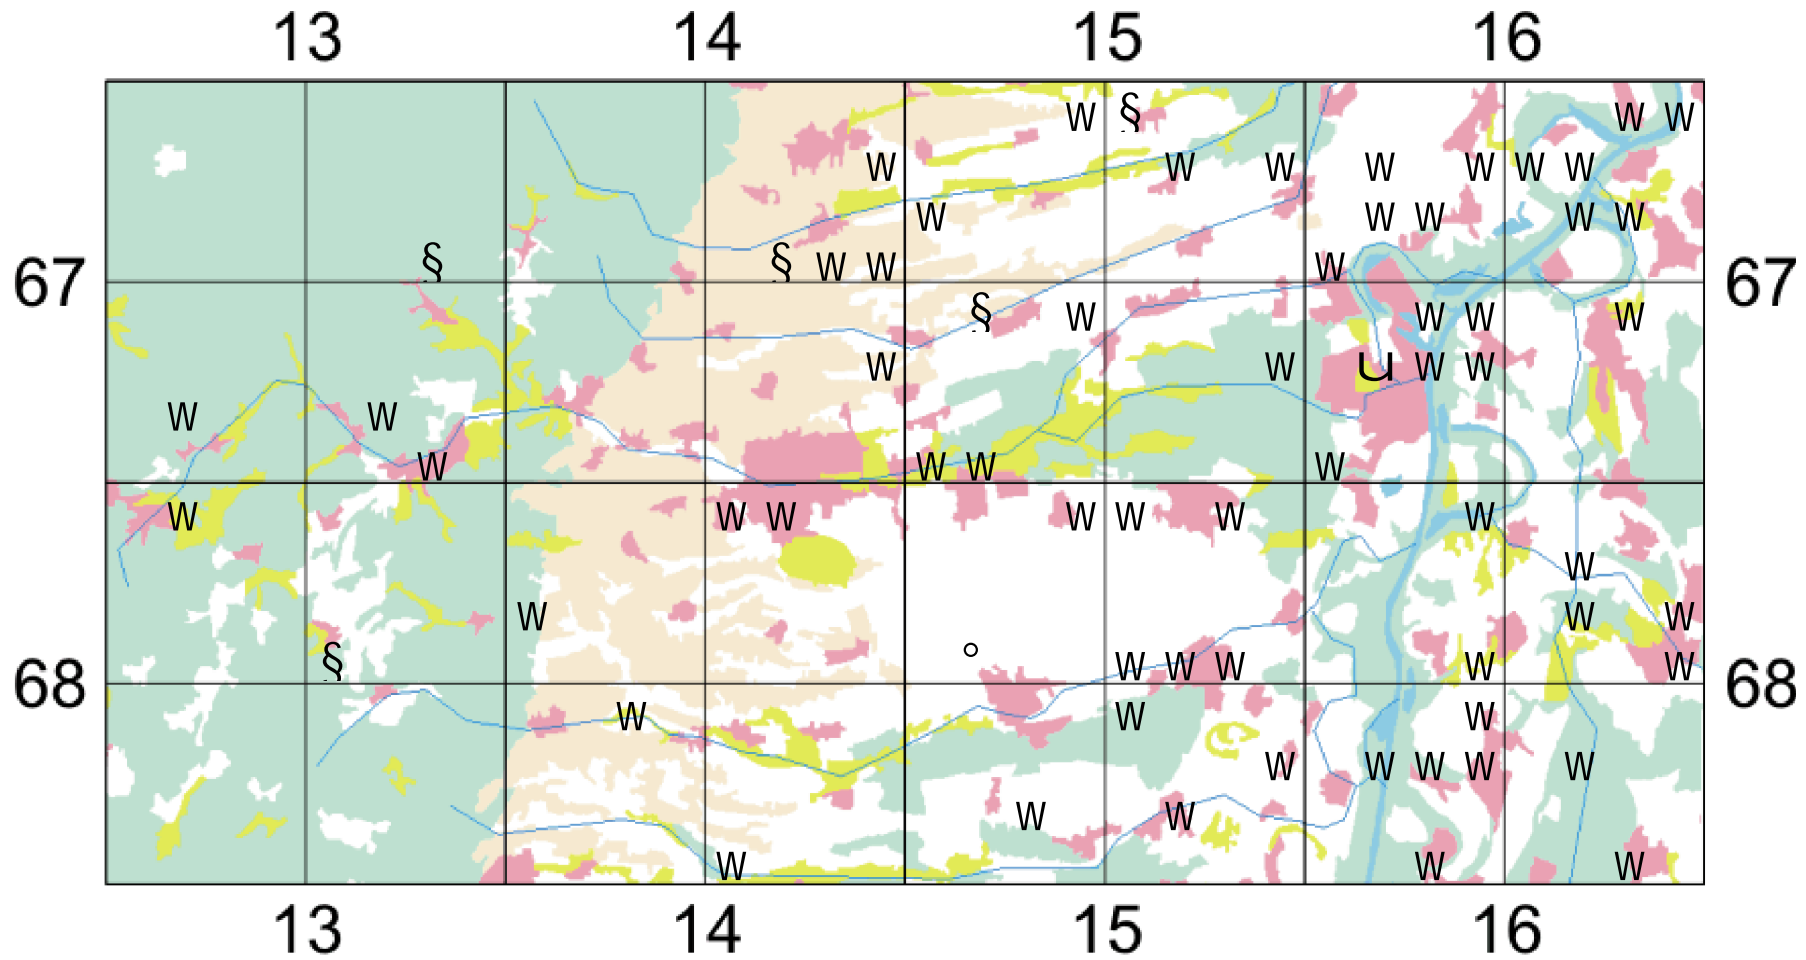 13 14 15 16
W § W W
W W W W W W W
W W W W W
§ § W W W
67 67
§ W W W W
W W u W W
W W
W W W W
W W W W W W W
W
W W W
° W W W W W
§
68 68
W W W
W W W W W
W W
W W W
13 14 15 16